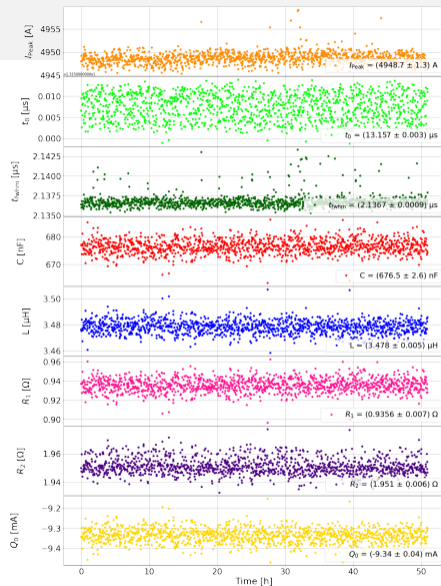 4955
4950
4945
I_Peak [A]
I_Peak = (4948.7 ± 1.3) A
0.010
0.005
0.000
t_0 [µs]
t_0 = (13.157 ± 0.003) µs
2.1425
2.1400
2.1375
2.1350
t_fwhm [µs]
t_fwhm = (2.1367 ± 0.0009) µs
680
670
C [nF]
C = (676.5 ± 2.6) nF
3.50
3.48
3.46
L [µH]
L = (3.478 ± 0.005) µH
0.96
0.94
0.92
0.90
R_1 [Ω]
R_1 = (0.9356 ± 0.007) Ω
1.96
1.94
R_2 [Ω]
R_2 = (1.951 ± 0.006) Ω
−9.2
−9.3
−9.4
Q_0 [mA]
Q_0 = (-9.34 ± 0.04) mA
0 10 20 30 40 50
Time [h]